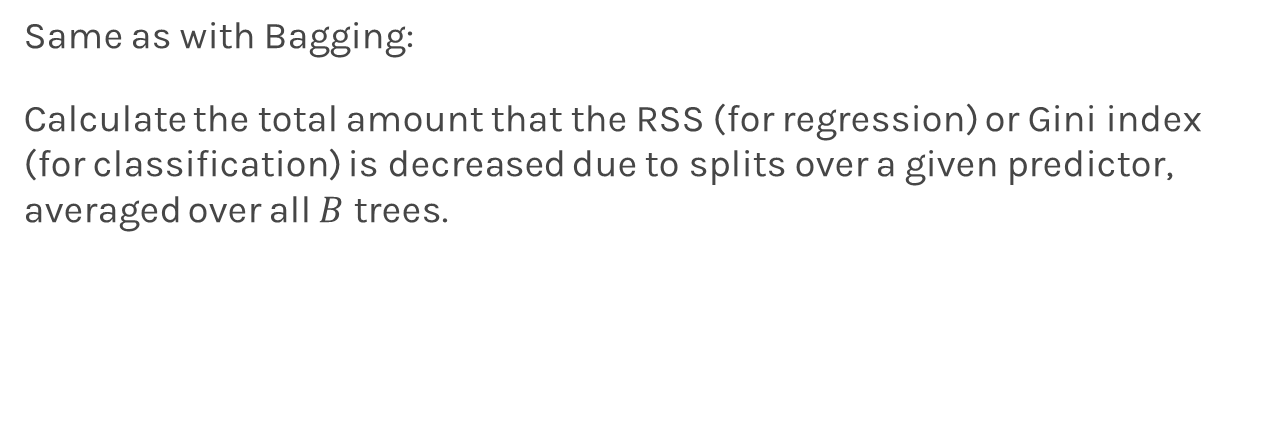 Same as with Bagging:
Calculate the total amount that the RSS (for regression) or Gini index
(for classification) is decreased due to splits over a given predictor,
averaged over all B trees.